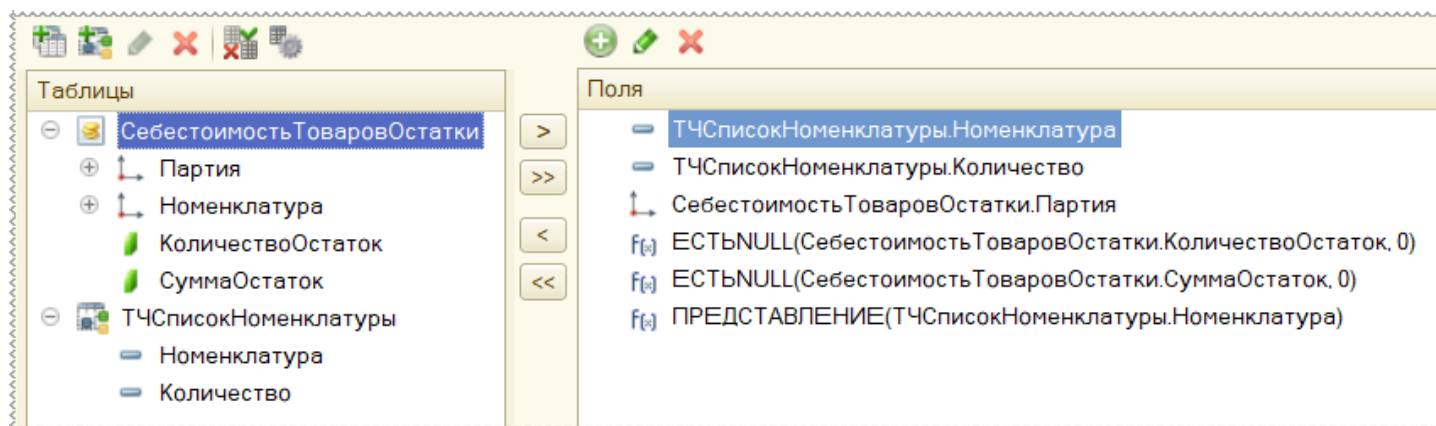 Таблицы
СебестоимостьТоваровОстатки
Партия
Номенклатура
КоличествоОстаток
СуммаОстаток
ТЧСписокНоменклатуры
Номенклатура
Количество
>
>>
<
<<
Поля
ТЧСписокНоменклатуры.Номенклатура
ТЧСписокНоменклатуры.Количество
СебестоимостьТоваровОстатки.Партия
F(x) ЕСТЬNULL(СебестоимостьТоваровОстатки.КоличествоОстаток, 0)
F(x) ЕСТЬNULL(СебестоимостьТоваровОстатки.СуммаОстаток, 0)
F(x) ПРЕДСТАВЛЕНИЕ(ТЧСписокНоменклатуры.Номенклатура)